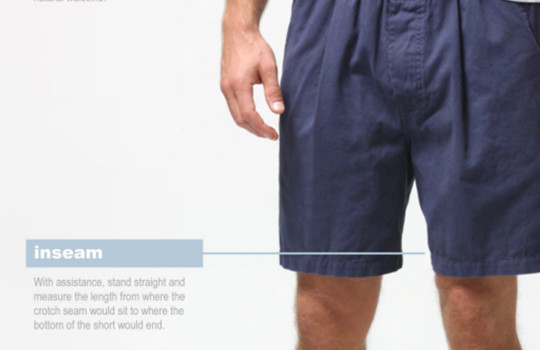 inseam
With assistance, stand straight and
measure the length from where the
crotch seam would sit to where the
bottom of the short would end.